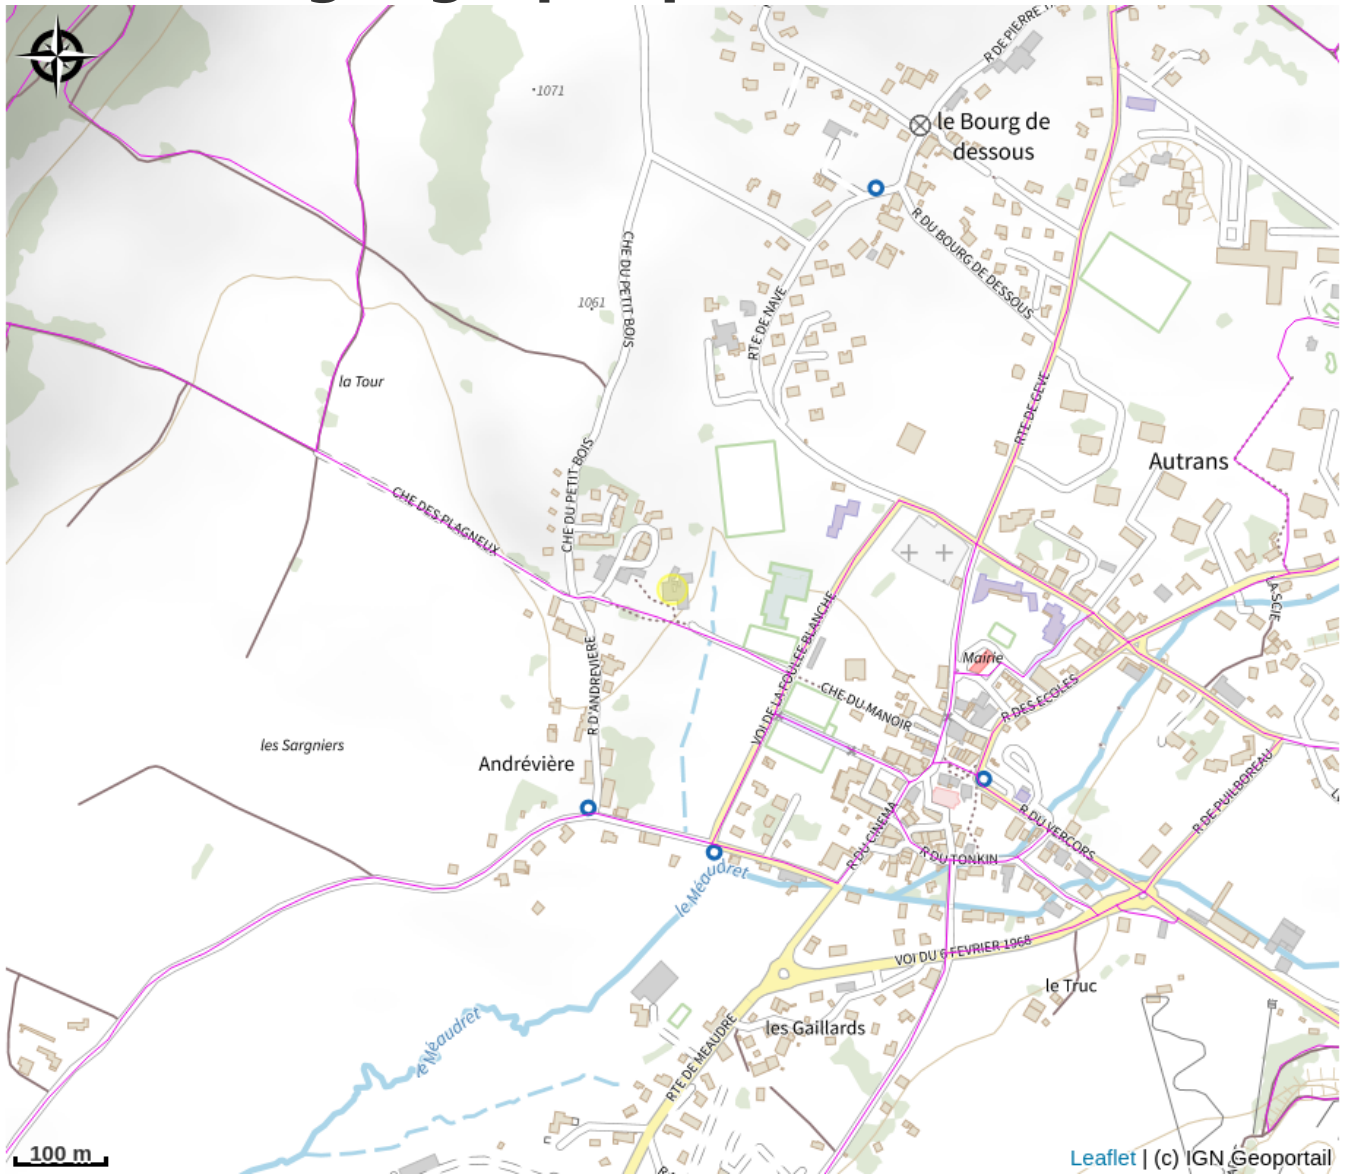 R DE PIERRE
1071
le Bourg de
dessous
R DU BOURG DE DESSOUS
CHE DU PETIT BOIS
1061
RTE DE NAVE
la Tour
RTE DE GEVE
Autrans
CHE DU PETIT BOIS
CHE DES PLAGNEUX
LA SCIE
VOI DE LA FOULEE BLANCHE
R D'ANDREVIERE
Mairie
CHE DU MANOIR
R DES ECOLES
les Sargniers
Andrévière
R DE PUILBOREAU
R DU CINEMA
R DU VERCORS
R DU TONKIN
le Méaudret
VOI DU 6 FEVRIER 1968
le Truc
le Méaudret
les Gaillards
RTE DE MEAUDRE
100 m
Leaflet | (c) IGN Geoportail